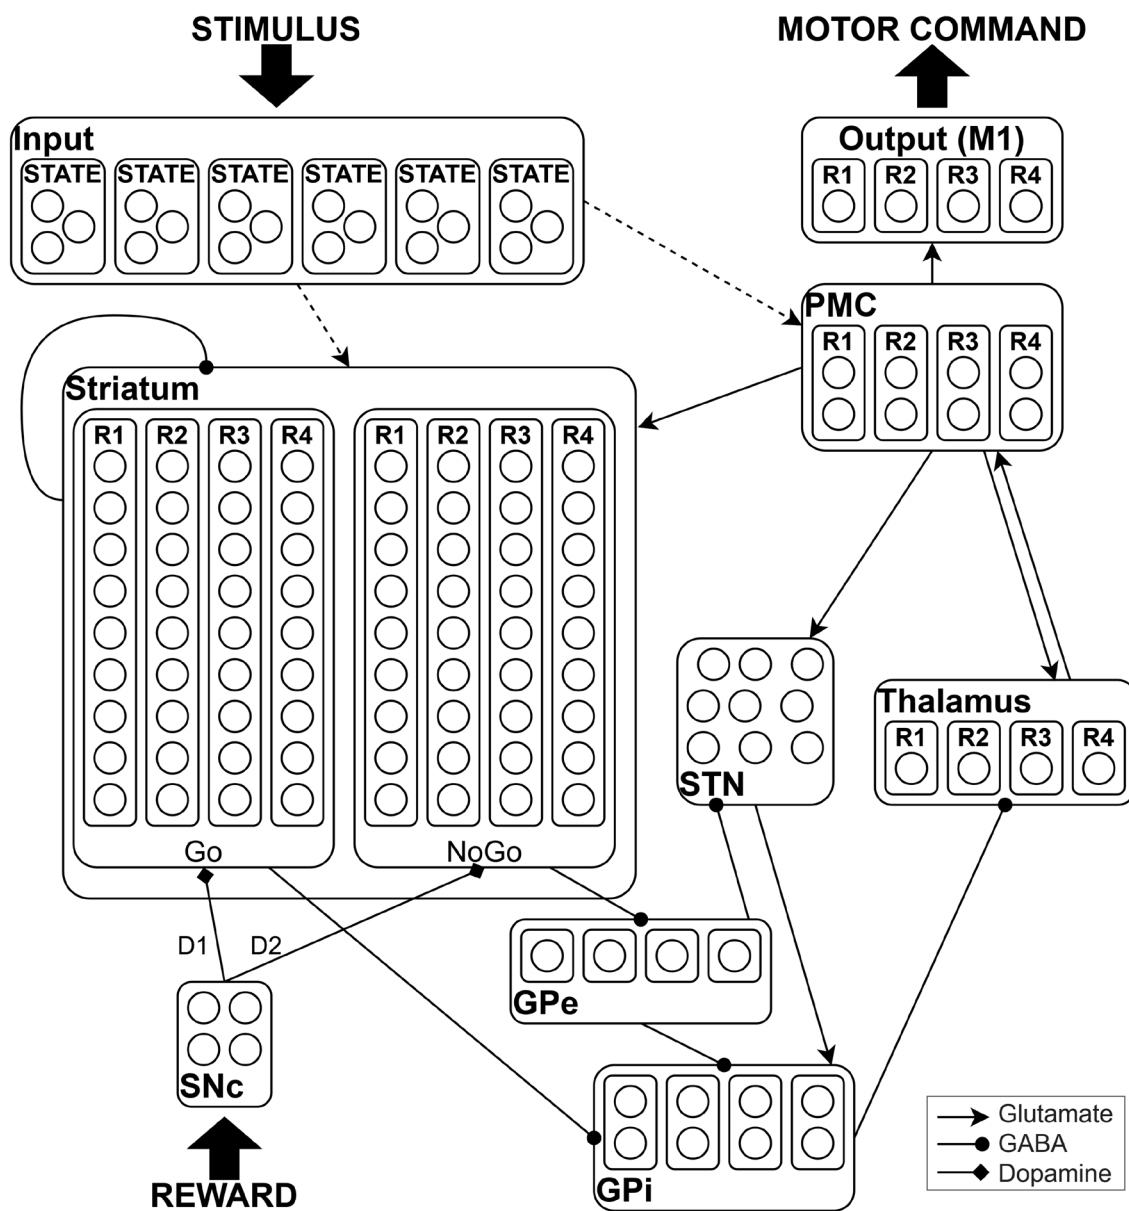 STIMULUS
MOTOR COMMAND
Input
STATE STATE STATE STATE STATE STATE
Output (M1)
R1 R2 R3 R4
PMC
R1 R2 R3 R4
Striatum
R1 R2 R3 R4
R1 R2 R3 R4
Go
NoGo
STN
Thalamus
R1 R2 R3 R4
D1
D2
GPe
SNc
GPi
REWARD
Glutamate
GABA
Dopamine